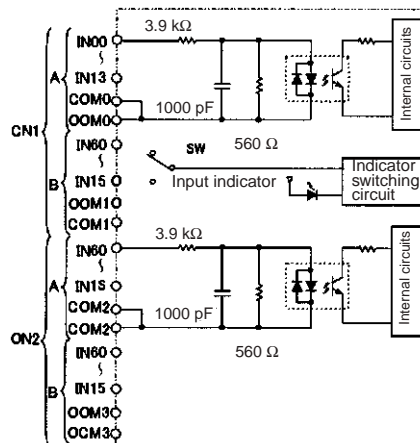 3.9 kΩ
IN00
A
IN13
COM0
OOM0
1000 pF
560 Ω
Internal circuits
CN1
IN60
SW
B
IN15
Input indicator
OOM1
COM1
Indicator
switching
circuit
3.9 kΩ
IN60
A
IN1S
COM2
COM2
1000 pF
560 Ω
Internal circuits
ON2
IN60
B
IN15
OOM3
OCM3